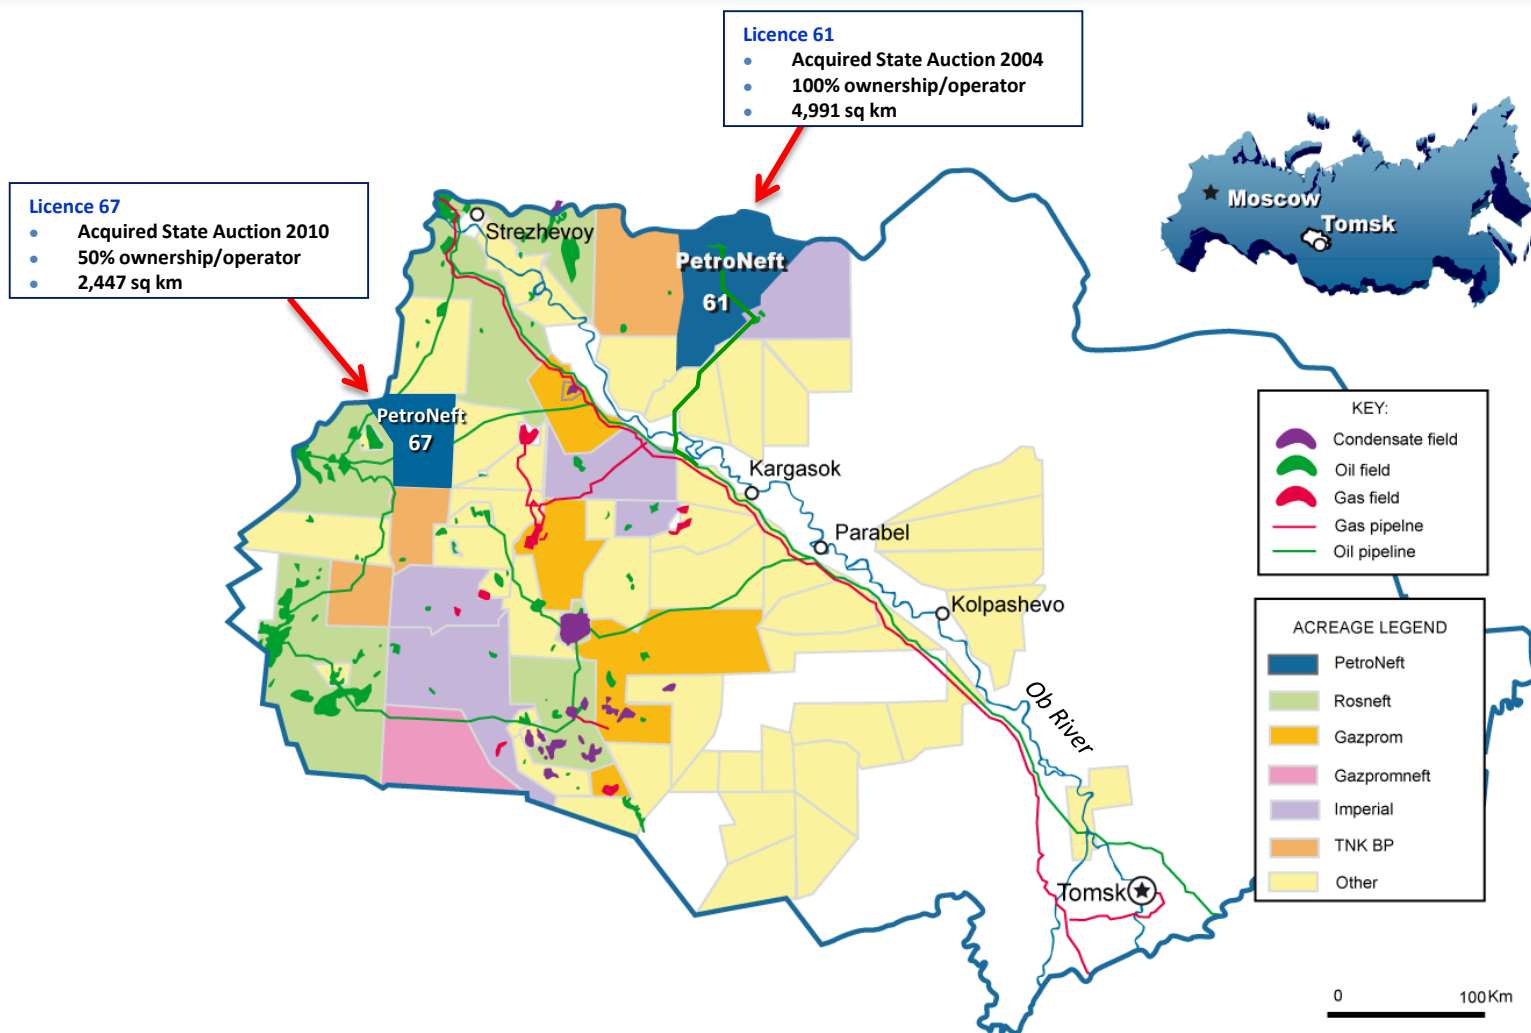 Licence 61
• Acquired State Auction 2004
• 100% ownership/operator
• 4,991 sq km
Licence 67
• Acquired State Auction 2010
• 50% ownership/operator
• 2,447 sq km
Moscow
Tomsk
Strezhevoy
PetroNeft
61
PetroNeft
67
Kargasok
Parabel
Kolpashevo
Ob River
Tomsk
KEY:
Condensate field
Oil field
Gas field
Gas pipelne
Oil pipeline
ACREAGE LEGEND
PetroNeft
Rosneft
Gazprom
Gazpromneft
Imperial
TNK BP
Other
0 100Km